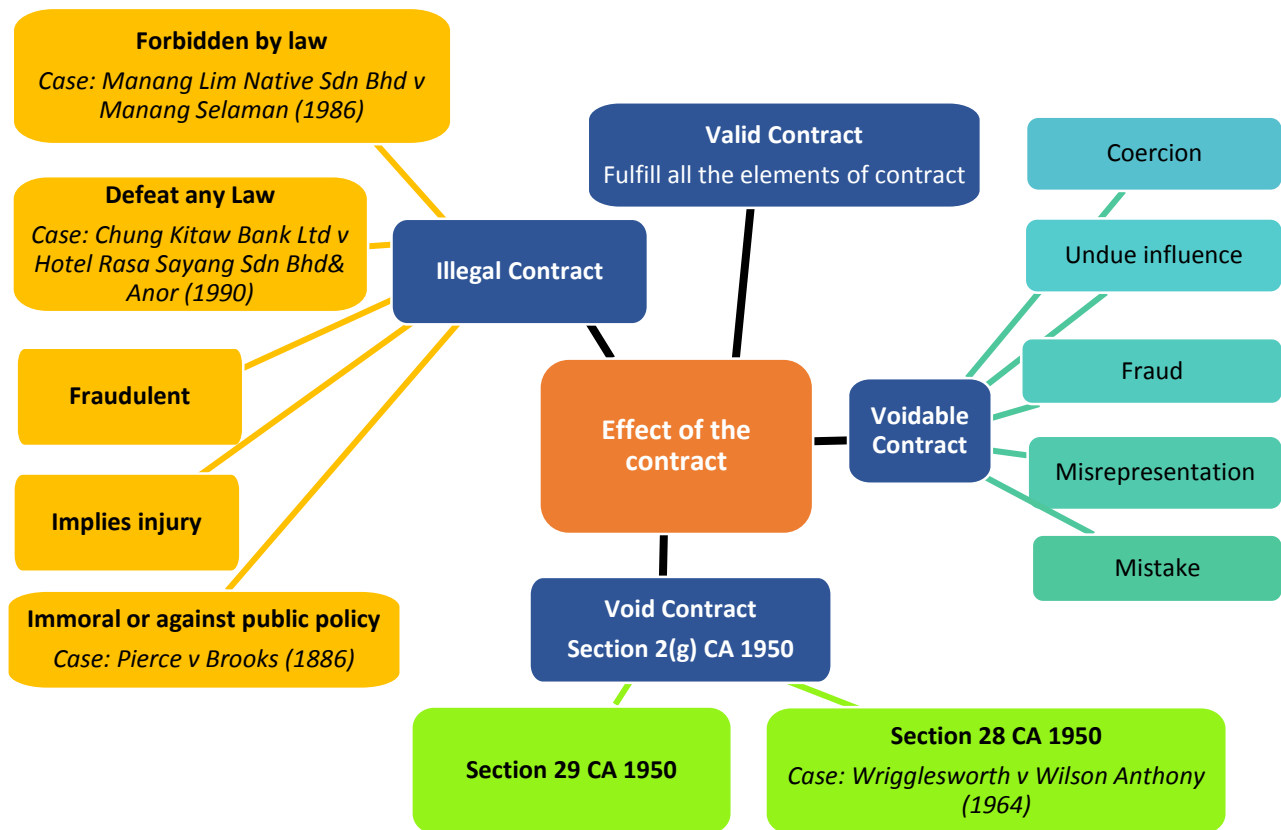 Forbidden by law
Case: Manang Lim Native Sdn Bhd v
Manang Selaman (1986)
Defeat any Law
Case: Chung Kitaw Bank Ltd v
Hotel Rasa Sayang Sdn Bhd&
Anor (1990)
Fraudulent
Implies injury
Immoral or against public policy
Case: Pierce v Brooks (1886)
Illegal Contract
Valid Contract
Fulfill all the elements of contract
Effect of the
contract
Voidable
Contract
Coercion
Undue influence
Fraud
Misrepresentation
Mistake
Void Contract
Section 2(g) CA 1950
Section 29 CA 1950
Section 28 CA 1950
Case: Wrigglesworth v Wilson Anthony
(1964)